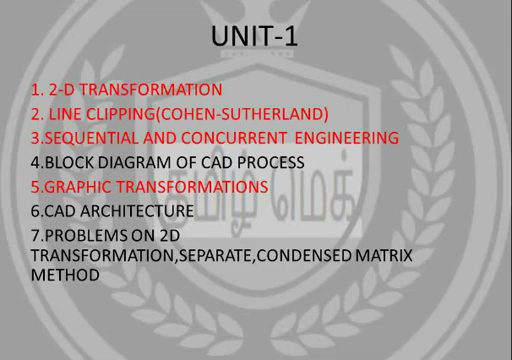 UNIT-1
1. 2-D TRANSFORMATION
2. LINE CLIPPING(COHEN-SUTHERLAND)
3.SEQUENTIAL AND CONCURRENT ENGINEERING
4.BLOCK DIAGRAM OF CAD PROCESS
5.GRAPHIC TRANSFORMATIONS
6.CAD ARCHITECTURE
7.PROBLEMS ON 2D
TRANSFORMATION,SEPARATE,CONDENSED MATRIX
METHOD
தமிழ் மெக்